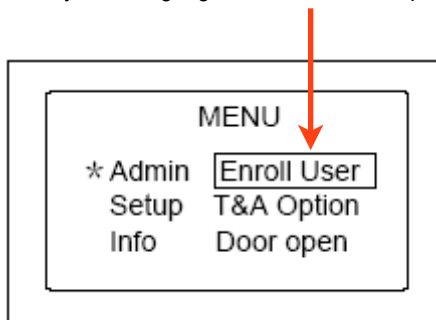 MENU
* Admin Enroll User
Setup T&A Option
Info Door open